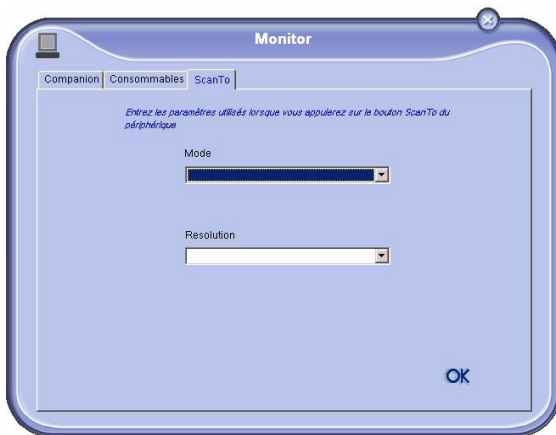 Monitor
Companion Consommables ScanTo
Entrez les paramètres utilisés lorsque vous appuierez sur le bouton ScanTo du
périphérique
Mode
Resolution
OK